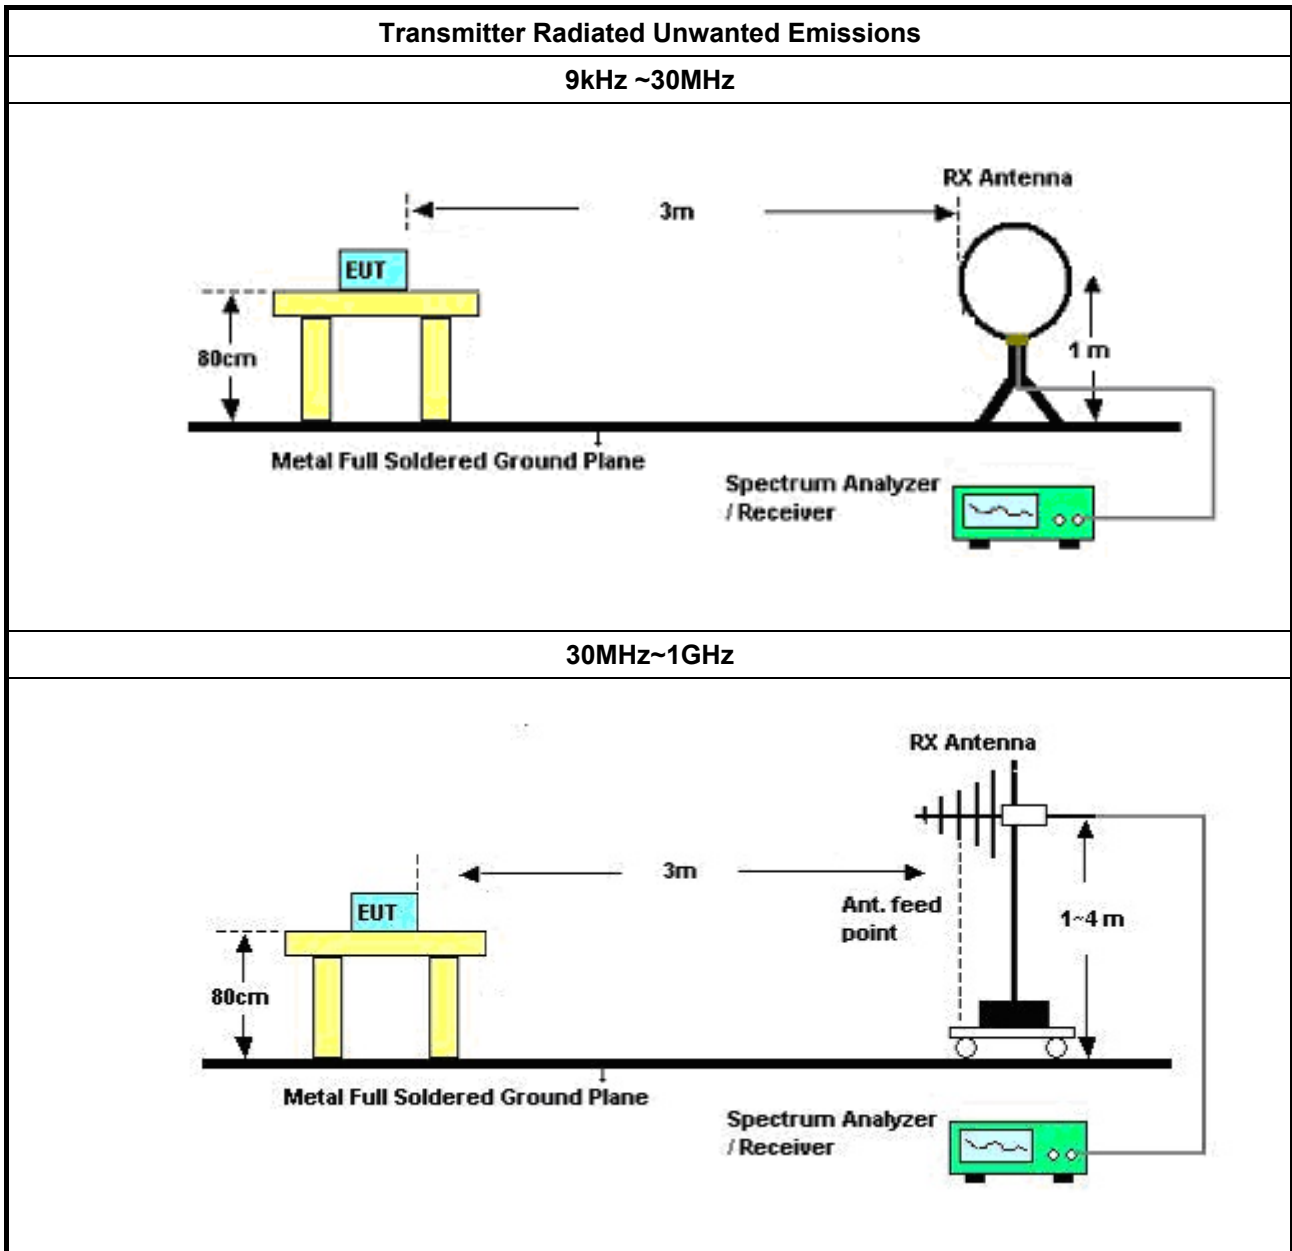 Transmitter Radiated Unwanted Emissions
9kHz ~30MHz
RX Antenna
3m
EUT
80cm
1 m
Metal Full Soldered Ground Plane
Spectrum Analyzer
/ Receiver
30MHz~1GHz
RX Antenna
3m
Ant. feed
point
EUT
1~4 m
80cm
Metal Full Soldered Ground Plane
Spectrum Analyzer
/ Receiver